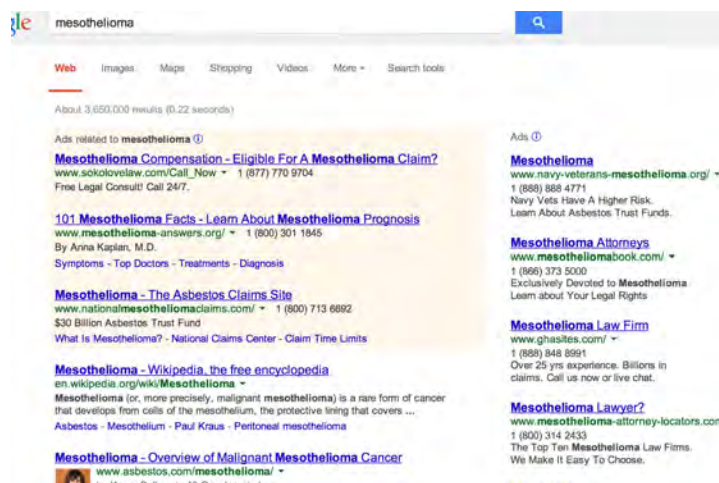 gle
mesothelioma
Web Images Maps Shopping Videos More Search tools
About 3,650,000 results (0.22 seconds)
Ads related to mesothelioma
Mesothelioma Compensation - Eligible For A Mesothelioma Claim?
www.sokolovelaw.com/Call_Now 1 (877) 770 9704
Free Legal Consult! Call 24/7.
101 Mesothelioma Facts - Learn About Mesothelioma Prognosis
www.mesothelioma-answers.org/ 1 (800) 301 1845
By Anna Kaplan, M.D.
Symptoms - Top Doctors - Treatments - Diagnosis
Mesothelioma - The Asbestos Claims Site
www.nationalmesotheliomaclaims.com/ 1 (800) 713 6692
$30 Billion Asbestos Trust Fund
What Is Mesothelioma? - National Claims Center - Claim Time Limits
Mesothelioma - Wikipedia, the free encyclopedia
en.wikipedia.org/wiki/Mesothelioma
Mesothelioma (or, more precisely, malignant mesothelioma) is a rare form of cancer
that develops from cells of the mesothelium, the protective lining that covers ...
Asbestos - Mesothelium - Paul Kraus - Peritoneal mesothelioma
Mesothelioma - Overview of Malignant Mesothelioma Cancer
www.asbestos.com/mesothelioma/
Ads
Mesothelioma
www.navy-veterans-mesothelioma.org/
1 (888) 888 4771
Navy Vets Have A Higher Risk.
Learn About Asbestos Trust Funds.
Mesothelioma Attorneys
www.mesotheliomabook.com/
1 (866) 373 5000
Exclusively Devoted to Mesothelioma
Learn about Your Legal Rights
Mesothelioma Law Firm
www.ghasites.com/
1 (888) 848 8991
Over 25 yrs experience. Billions in
claims. Call us now or live chat.
Mesothelioma Lawyer?
www.mesothelioma-attorney-locators.com
1 (800) 314 2433
The Top Ten Mesothelioma Law Firms.
We Make It Easy To Choose.